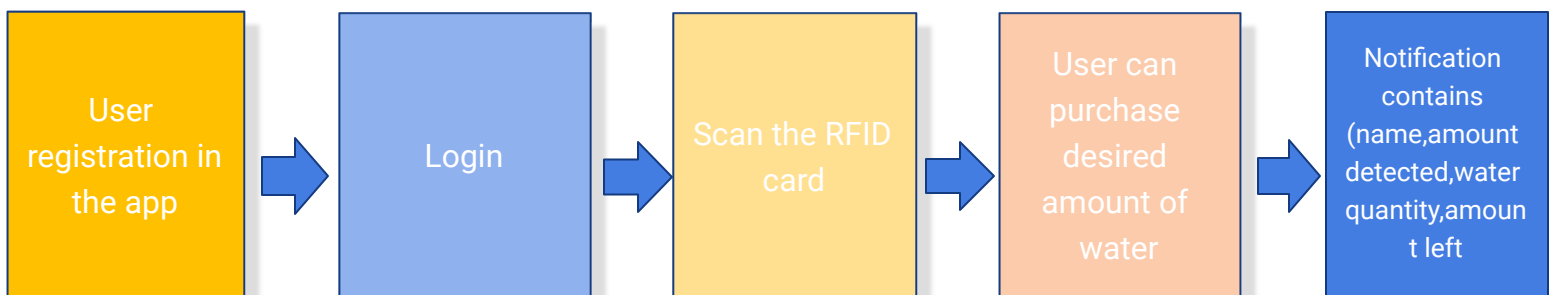 User
registration in
the app
Login
Scan the RFID
card
User can
purchase
desired
amount of
water
Notification
contains
(name,amount
detected,water
quantity,amoun
t left